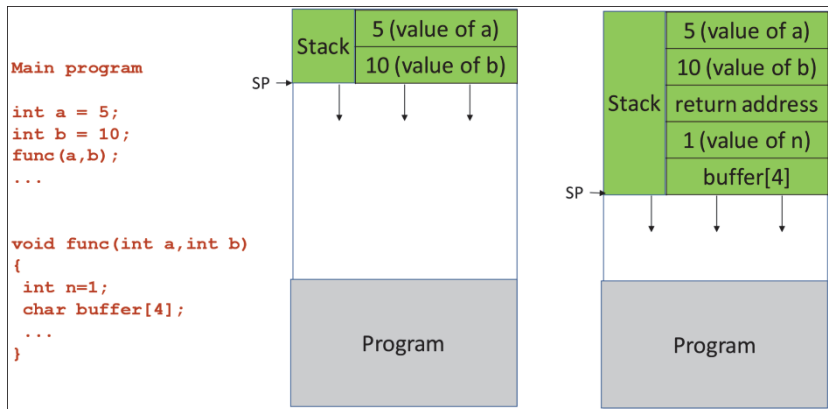 Main program
int a = 5;
int b = 10;
func(a,b);
...
void func(int a,int b)
{
int n=1;
char buffer[4];
...
}
Stack
5 (value of a)
10 (value of b)
SP
Program
Stack
5 (value of a)
10 (value of b)
return address
1 (value of n)
buffer[4]
SP
Program